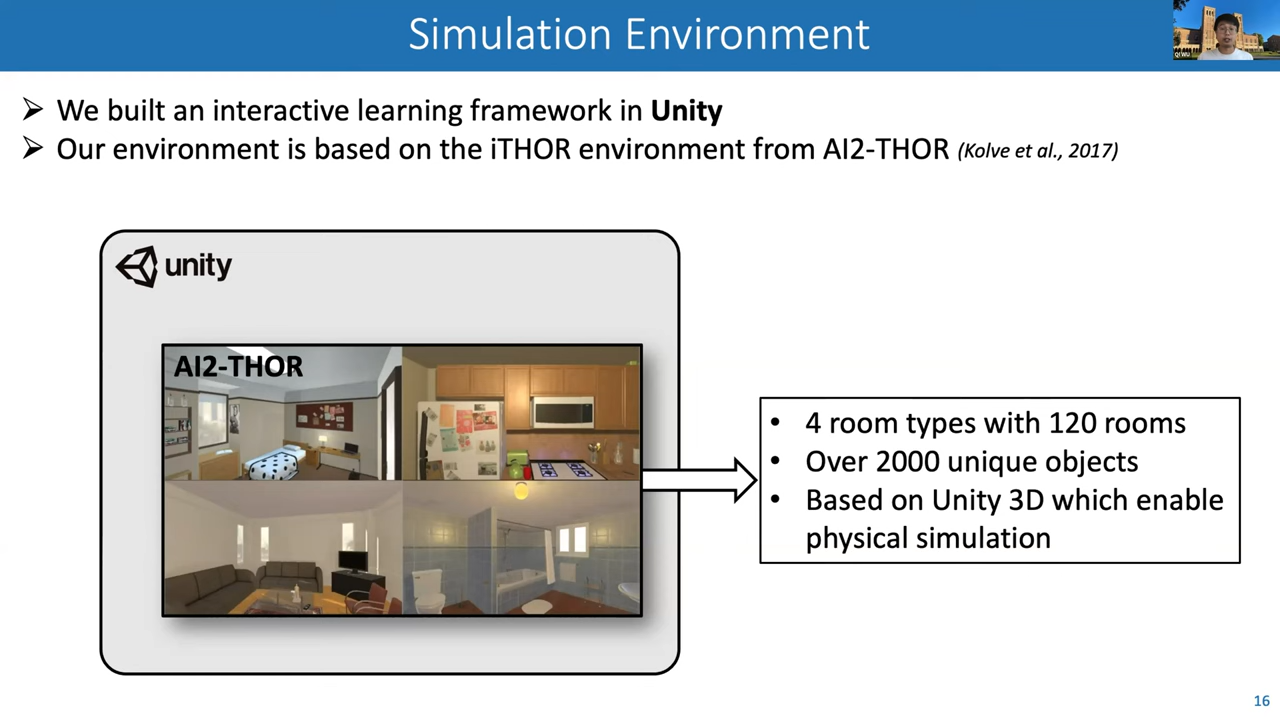 Simulation Environment
QI WU
We built an interactive learning framework in Unity
Our environment is based on the iTHOR environment from AI2-THOR (Kolve et al., 2017)
unity
AI2-THOR
• 4 room types with 120 rooms
• Over 2000 unique objects
• Based on Unity 3D which enable
physical simulation
16